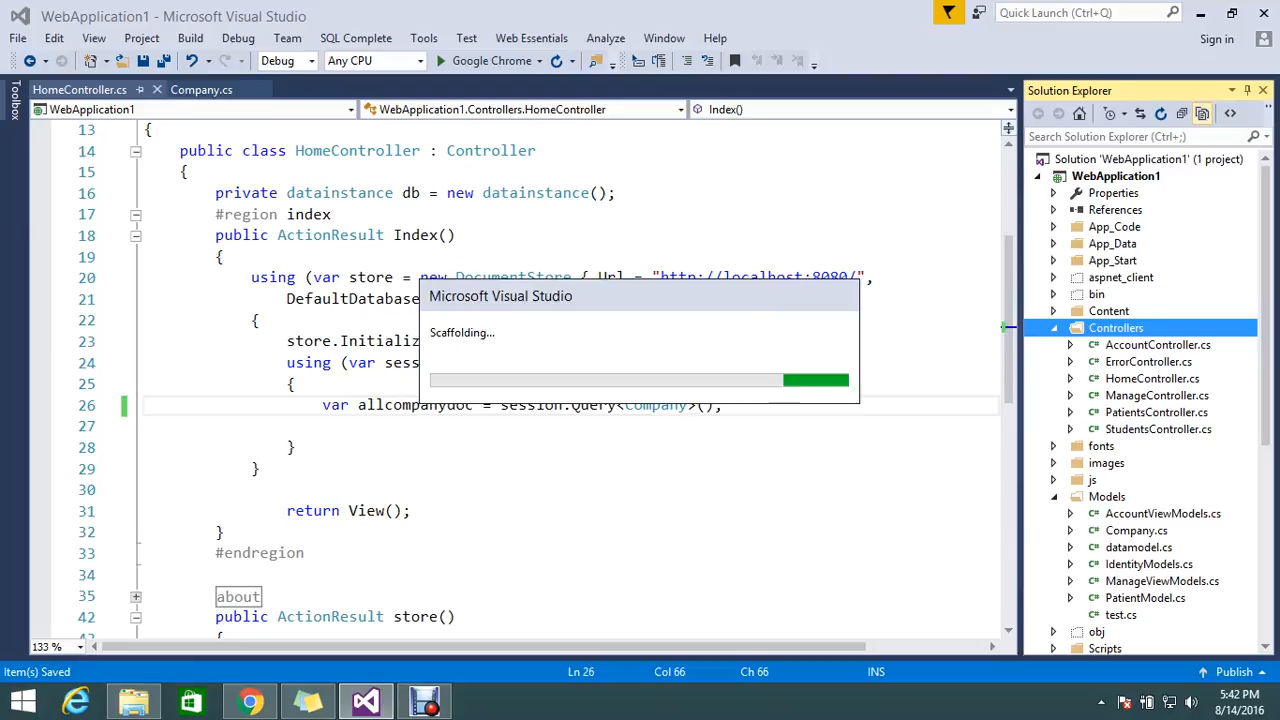 WebApplication1 - Microsoft Visual Studio
Quick Launch (Ctrl+Q)
File Edit View Project Build Debug Team SQL Complete Tools Test Web Essentials Analyze Window Help
Sign in
Debug Any CPU Google Chrome
Toolbox
HomeController.cs Company.cs
WebApplication1 WebApplication1.Controllers.HomeController Index()
13 {
14 public class HomeController : Controller
15 {
16 private datainstance db = new datainstance();
17 #region index
18 public ActionResult Index()
19 {
20 using (var store = new DocumentStore { Url = "http://localhost:8080/",
21 DefaultDatabase
22 {
23 store.Initializ
24 using (var ses
25 {
26 var allcompanydoc = session.Query<Company>();
27
28 }
29 }
30
31 return View();
32 }
33 #endregion
34
35 about
42 public ActionResult store()
43 {
Microsoft Visual Studio
Scaffolding...
133 %
Solution Explorer
Search Solution Explorer (Ctrl+;)
Solution 'WebApplication1' (1 project)
WebApplication1
Properties
References
App_Code
App_Data
App_Start
aspnet_client
bin
Content
Controllers
AccountController.cs
ErrorController.cs
HomeController.cs
ManageController.cs
PatientsController.cs
StudentsController.cs
fonts
images
js
Models
AccountViewModels.cs
Company.cs
datamodel.cs
IdentityModels.cs
ManageViewModels.cs
PatientModel.cs
test.cs
obj
Scripts
Item(s) Saved Ln 26 Col 66 Ch 66 INS Publish
5:42 PM
8/14/2016